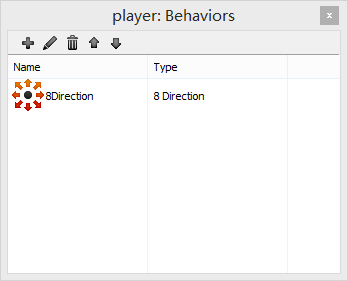 player: Behaviors
Name Type
8Direction 8 Direction